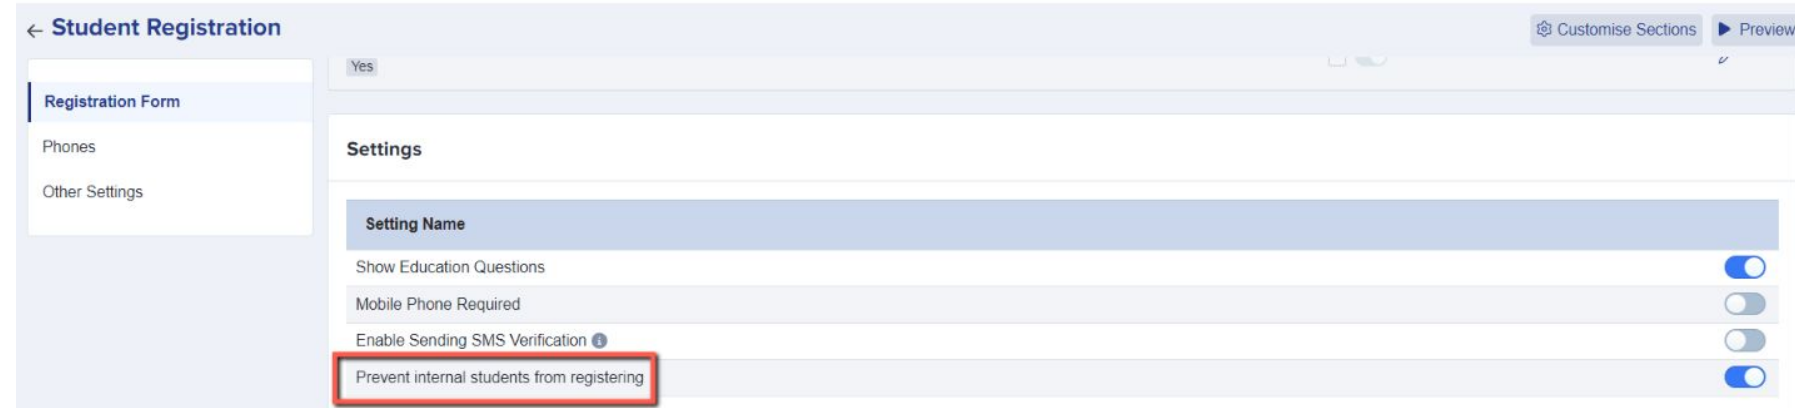 ← Student Registration
Customise Sections
Preview
Yes
Registration Form
Phones
Other Settings
Settings
Setting Name
Show Education Questions
Mobile Phone Required
Enable Sending SMS Verification
Prevent internal students from registering